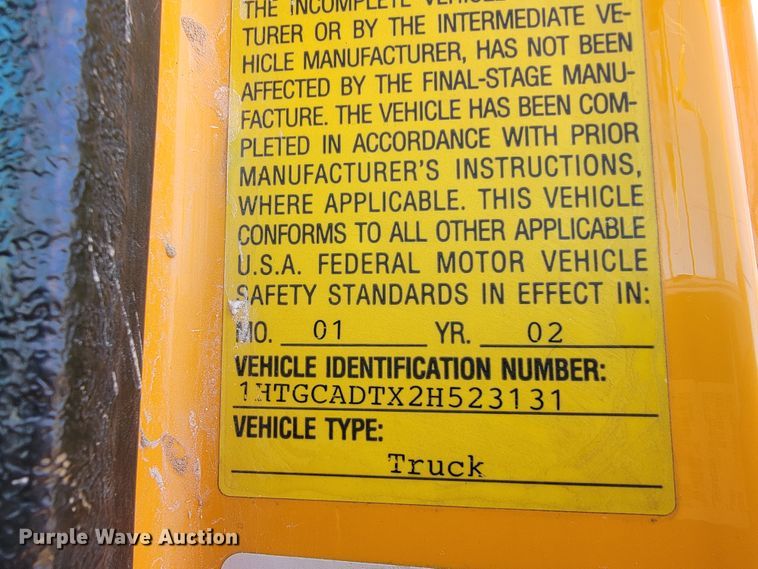 THE INCOMPLETE
TURER OR BY THE INTERMEDIATE VE-
HICLE MANUFACTURER, HAS NOT BEEN
AFFECTED BY THE FINAL-STAGE MANU-
FACTURE. THE VEHICLE HAS BEEN COM-
PLETED IN ACCORDANCE WITH PRIOR
MANUFACTURER'S INSTRUCTIONS,
WHERE APPLICABLE. THIS VEHICLE
CONFORMS TO ALL OTHER APPLICABLE
U.S.A. FEDERAL MOTOR VEHICLE
SAFETY STANDARDS IN EFFECT IN:
MO. 01 YR. 02
VEHICLE IDENTIFICATION NUMBER:
1HTGCADTX2H523131
VEHICLE TYPE:
Truck
Purple Wave Auction